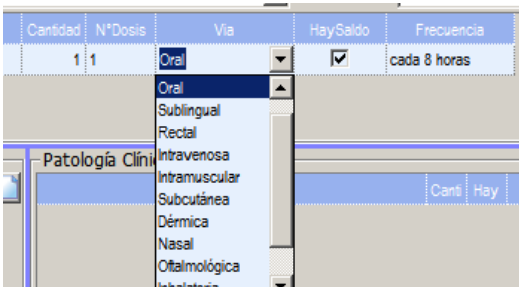 Cantidad N°Dosis Via HaySaldo Frecuencia
1 1 Oral cada 8 horas
Oral
Sublingual
Rectal
Intravenosa
Intramuscular
Subcutánea
Dérmica
Nasal
Oftalmológica
Patología Clíni
Canti Hay